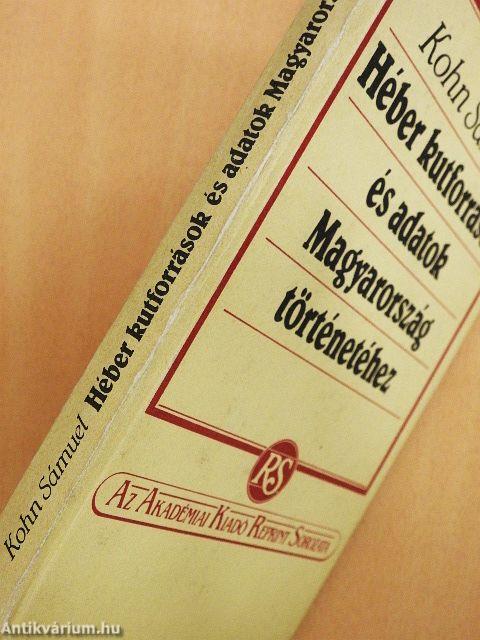 Kohn Sámuel Héber kutforrások és adatok
Kohn
Héber
és adatok
Magyarország
történetéhez
RS
AZ AKADÉMIAI KIADÓ REPRINT SOROZATA
Antikvárium.hu